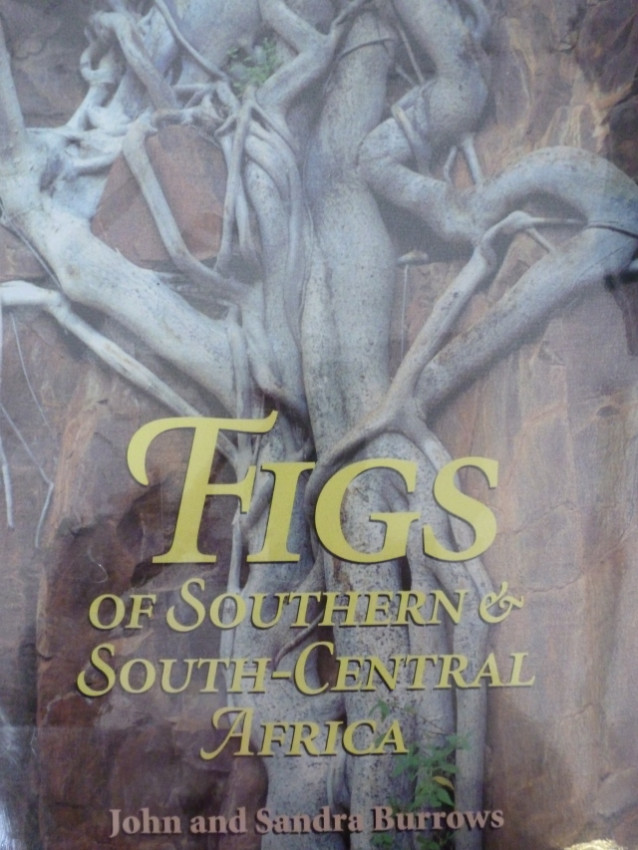 FIGS
OF SOUTHERN &
SOUTH-CENTRAL
AFRICA
John and Sandra Burrows